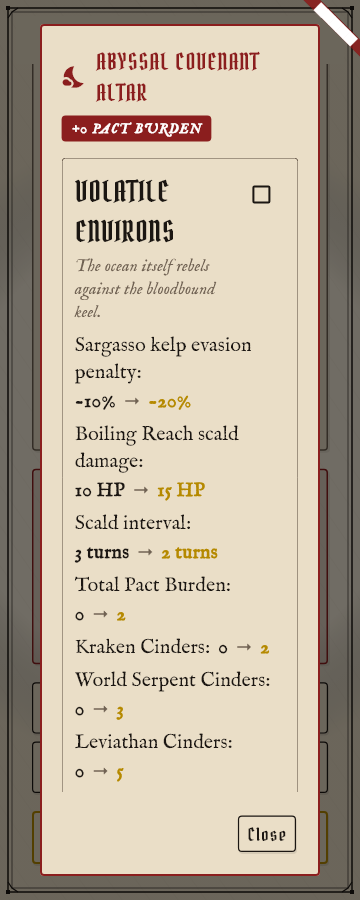 ABYSSAL COVENANT
ALTAR
+0 PACT BURDEN
VOLATILE
ENVIRONS
The ocean itself rebels
against the bloodbound
keel.
Sargasso kelp evasion
penalty:
-10% → -20%
Boiling Reach scald
damage:
10 HP → 15 HP
Scald interval:
3 turns → 2 turns
Total Pact Burden:
0 → 2
Kraken Cinders: 0 → 2
World Serpent Cinders:
0 → 3
Leviathan Cinders:
0 → 5
Close